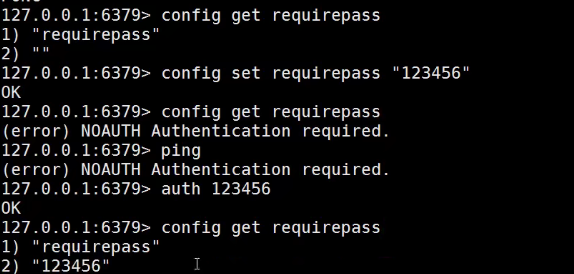 127.0.0.1:6379> config get requirepass
1) "requirepass"
2) ""
127.0.0.1:6379> config set requirepass "123456"
OK
127.0.0.1:6379> config get requirepass
(error) NOAUTH Authentication required.
127.0.0.1:6379> ping
(error) NOAUTH Authentication required.
127.0.0.1:6379> auth 123456
OK
127.0.0.1:6379> config get requirepass
1) "requirepass"
2) "123456"